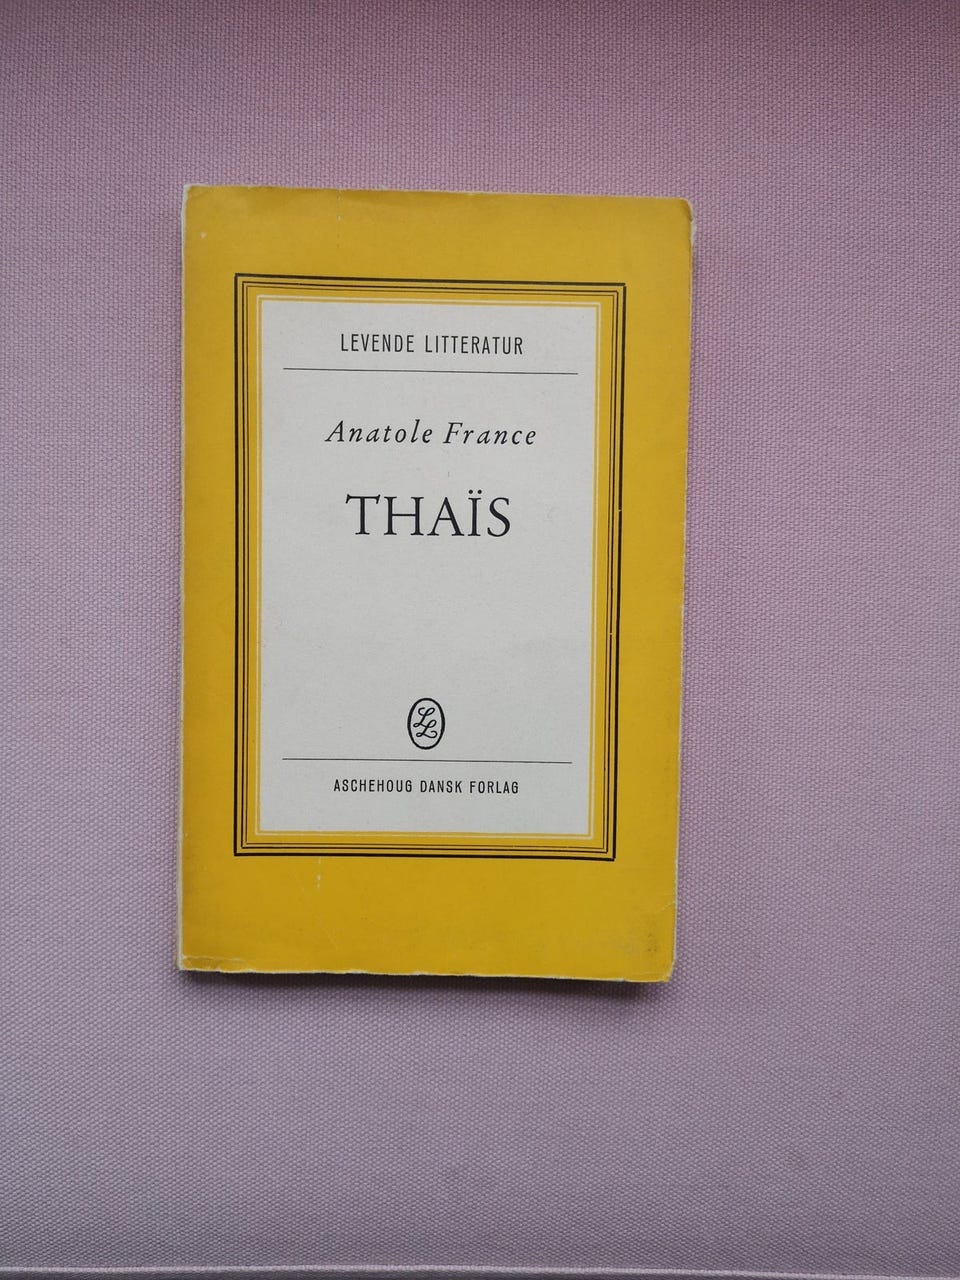 LEVENDE LITTERATUR
Anatole France
THAÏS
LL
ASCHEHOUG DANSK FORLAG